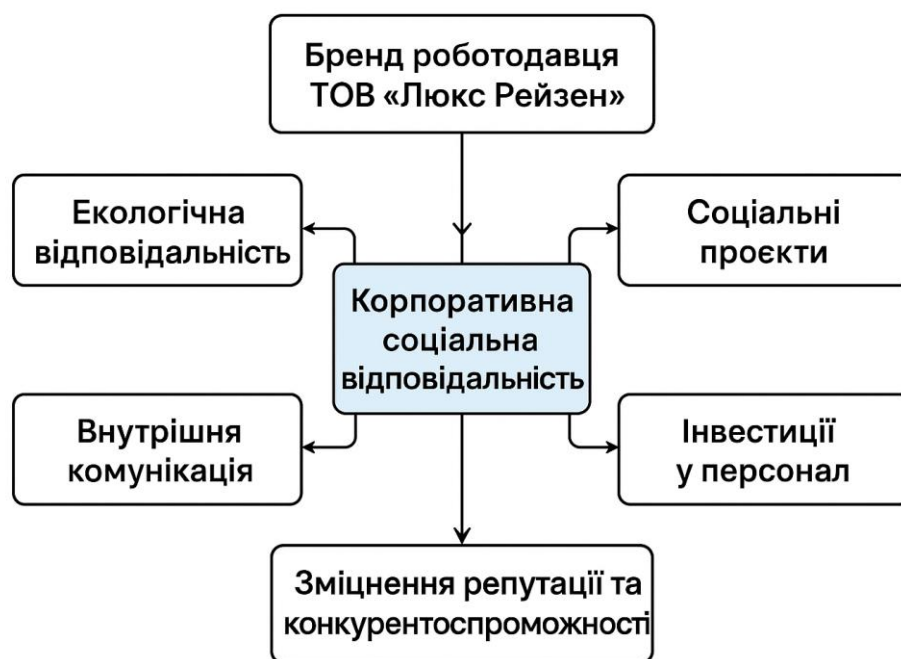 Бренд роботодавця
ТОВ «Люкс Рейзен»
Екологічна
відповідальність
Соціальні
проєкти
Корпоративна
соціальна
відповідальність
Внутрішня
комунікація
Інвестиції
у персонал
Зміцнення репутації та
конкурентоспроможності